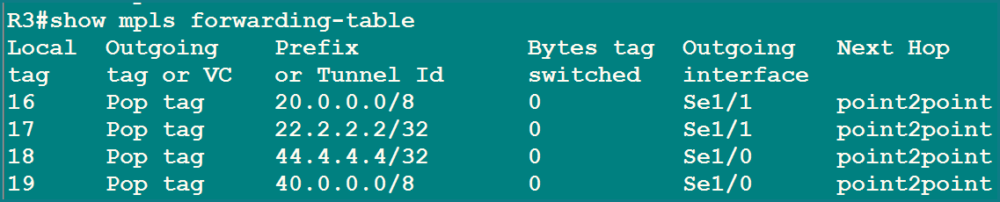 R3#show mpls forwarding-table
Local  Outgoing    Prefix            Bytes tag  Outgoing   Next Hop
tag    tag or VC   or Tunnel Id      switched   interface
16     Pop tag     20.0.0.0/8        0          Se1/1      point2point
17     Pop tag     22.2.2.2/32       0          Se1/1      point2point
18     Pop tag     44.4.4.4/32       0          Se1/0      point2point
19     Pop tag     40.0.0.0/8        0          Se1/0      point2point